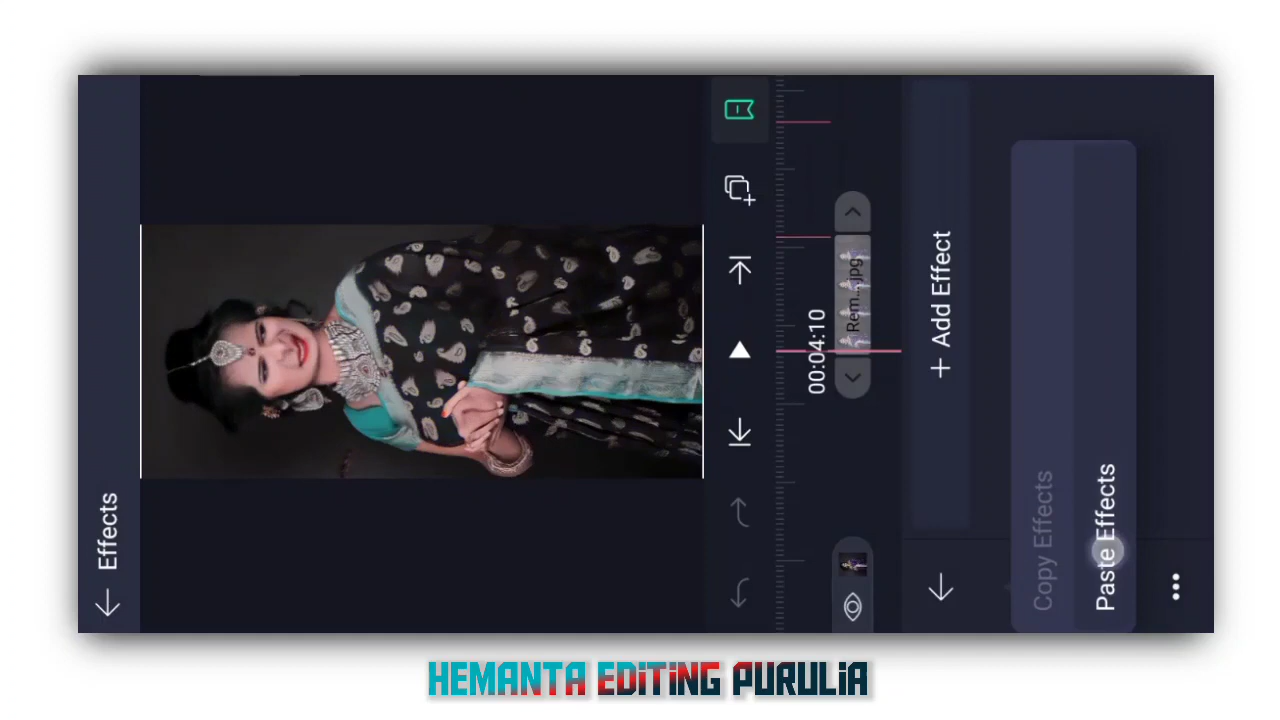 Effects
00:04:10
Rem...jpg
+ Add Effect
Copy Effects
Paste Effects
HEMANTA EDITING PURULIA